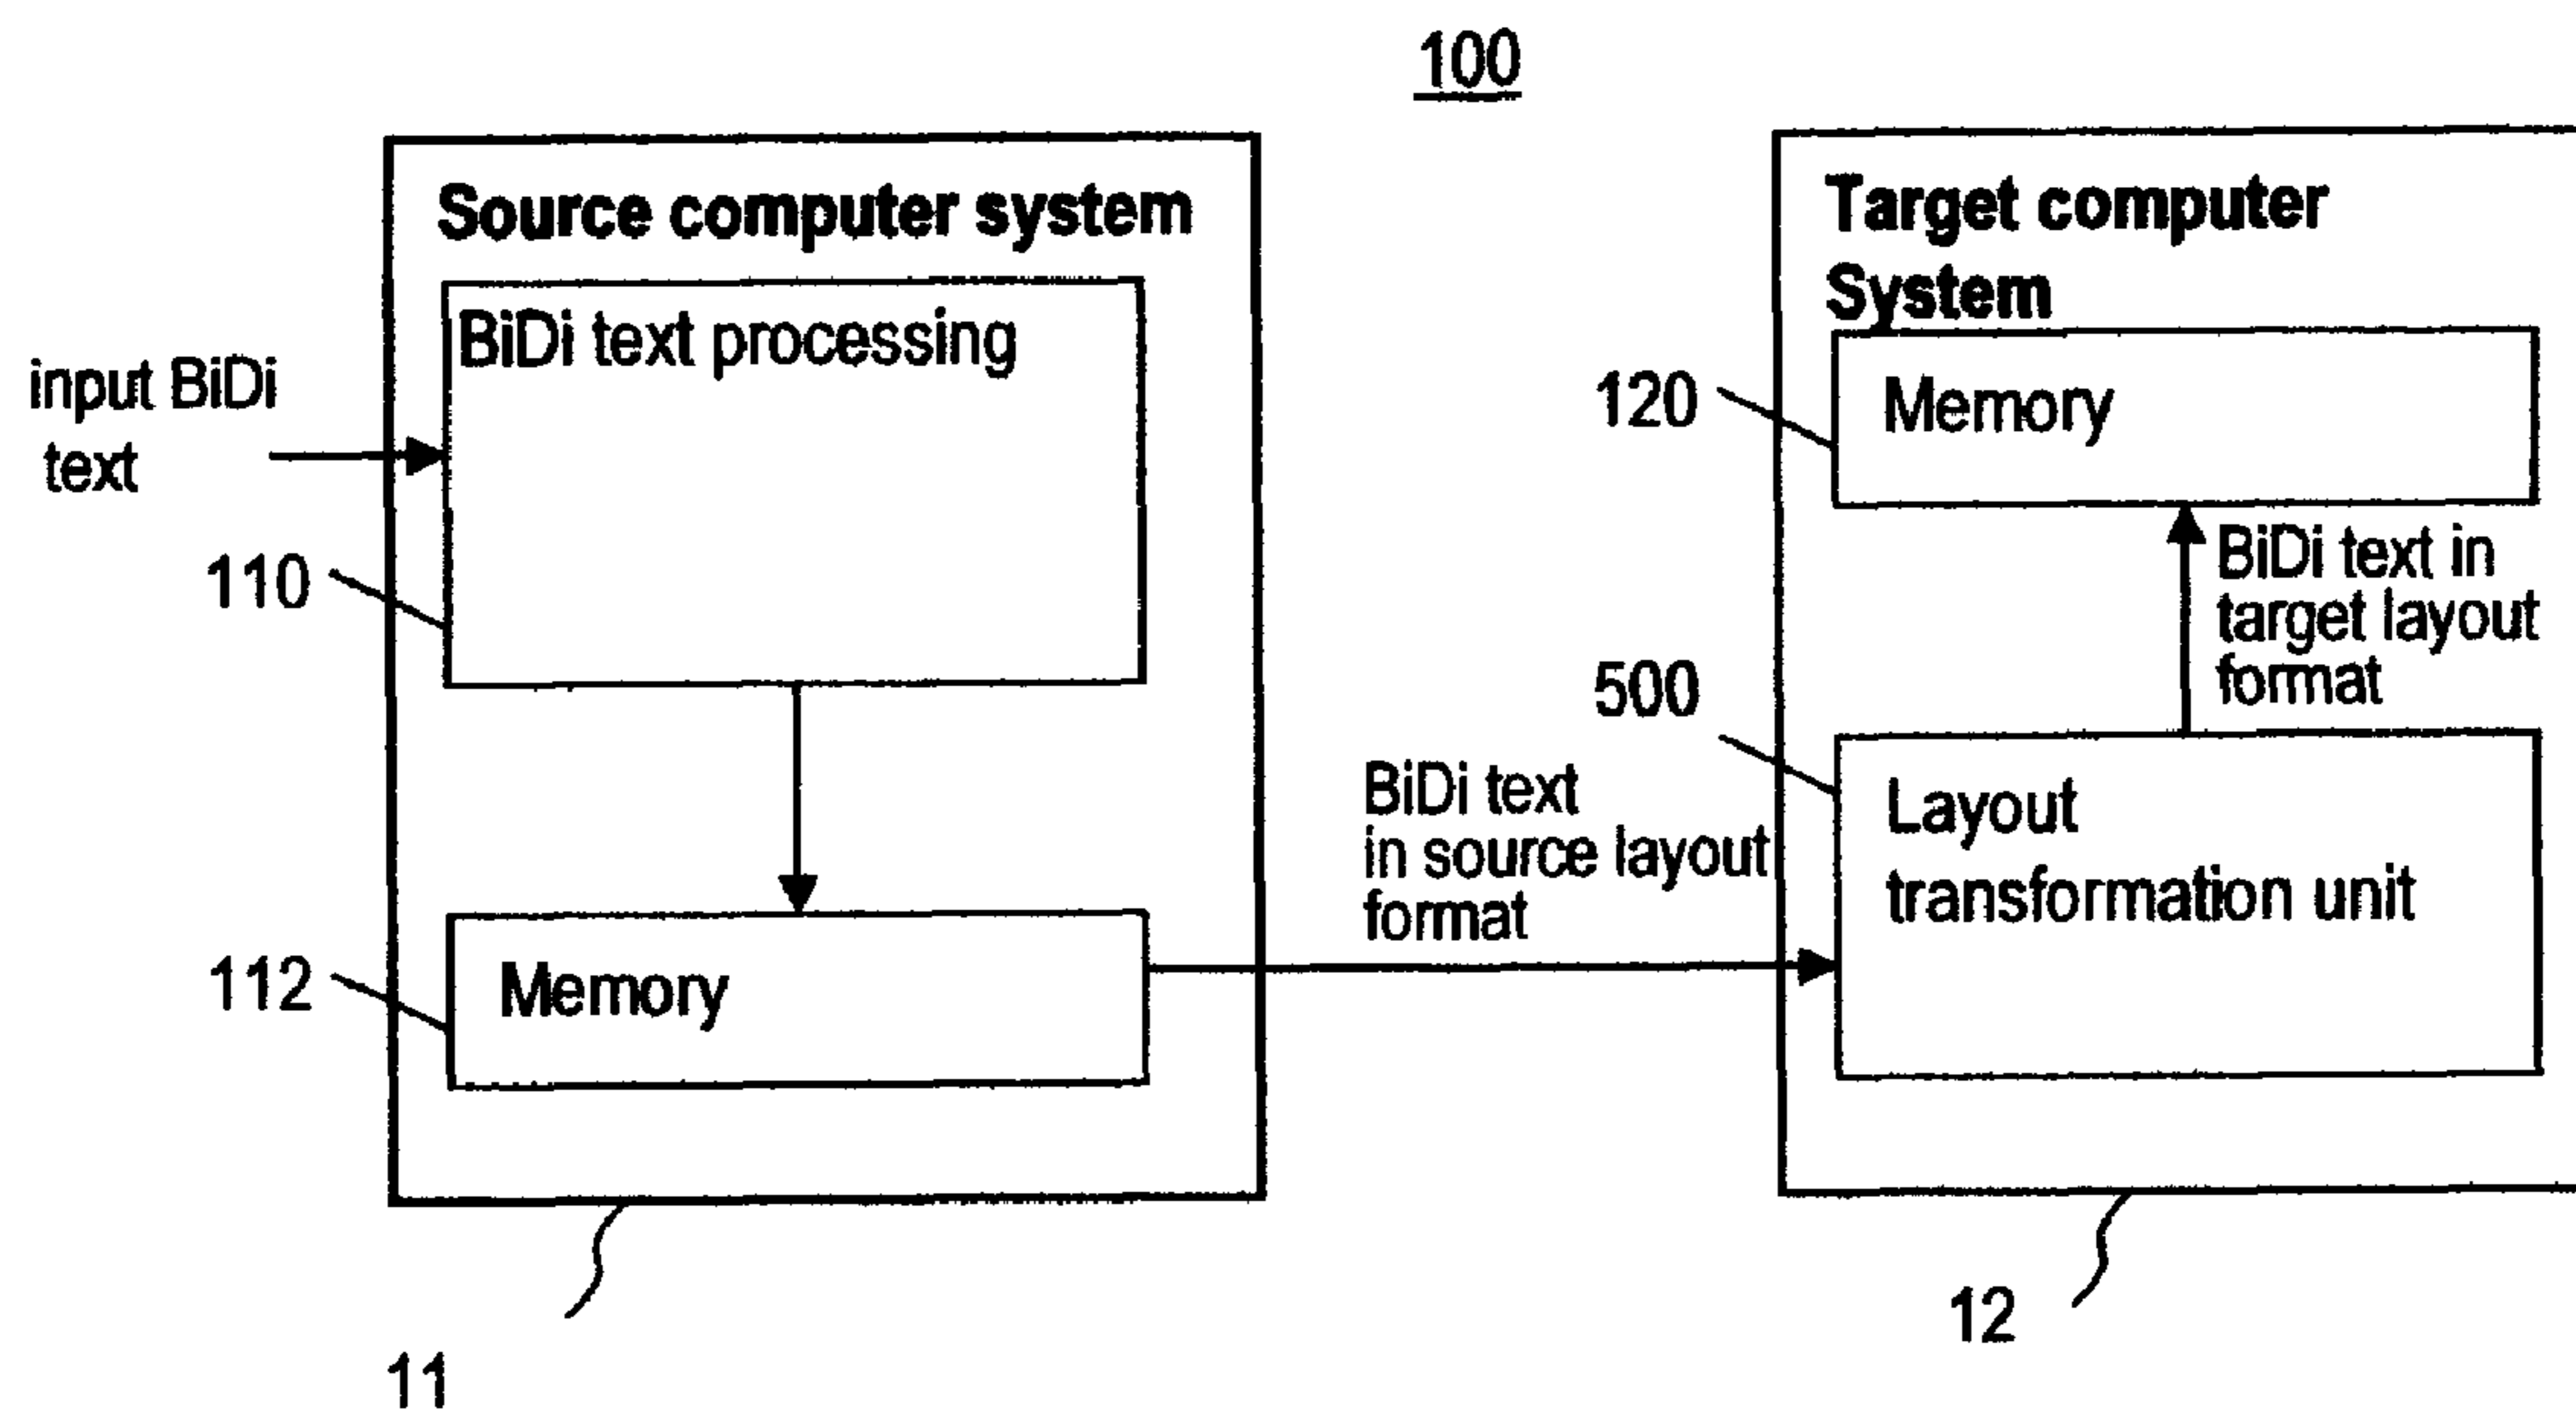 100
Source computer system
BiDi text processing
input BiDi
text
110
Memory
112
11
BiDi text
in source layout
format
Target computer
System
Memory
120
BiDi text in
target layout
format
500
Layout
transformation unit
12